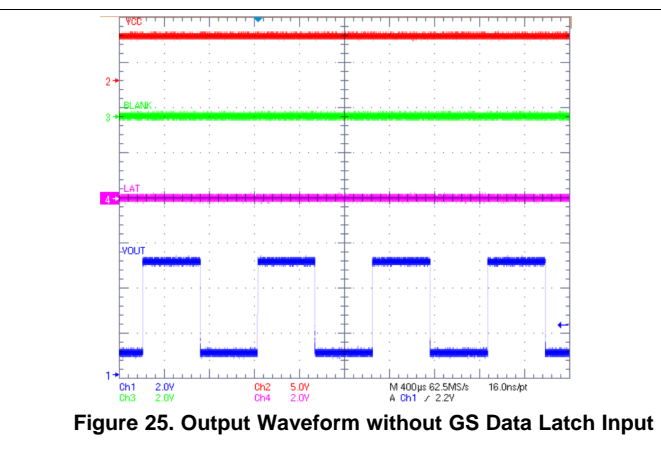 VCC
2
BLANK
3
LAT
4
VOUT
1
Ch1 2.0V Ch2 5.0V M 400µs 62.5MS/s 16.0ns/pt
Ch3 2.0V Ch4 2.0V A Ch1 / 2.2V
Figure 25. Output Waveform without GS Data Latch Input